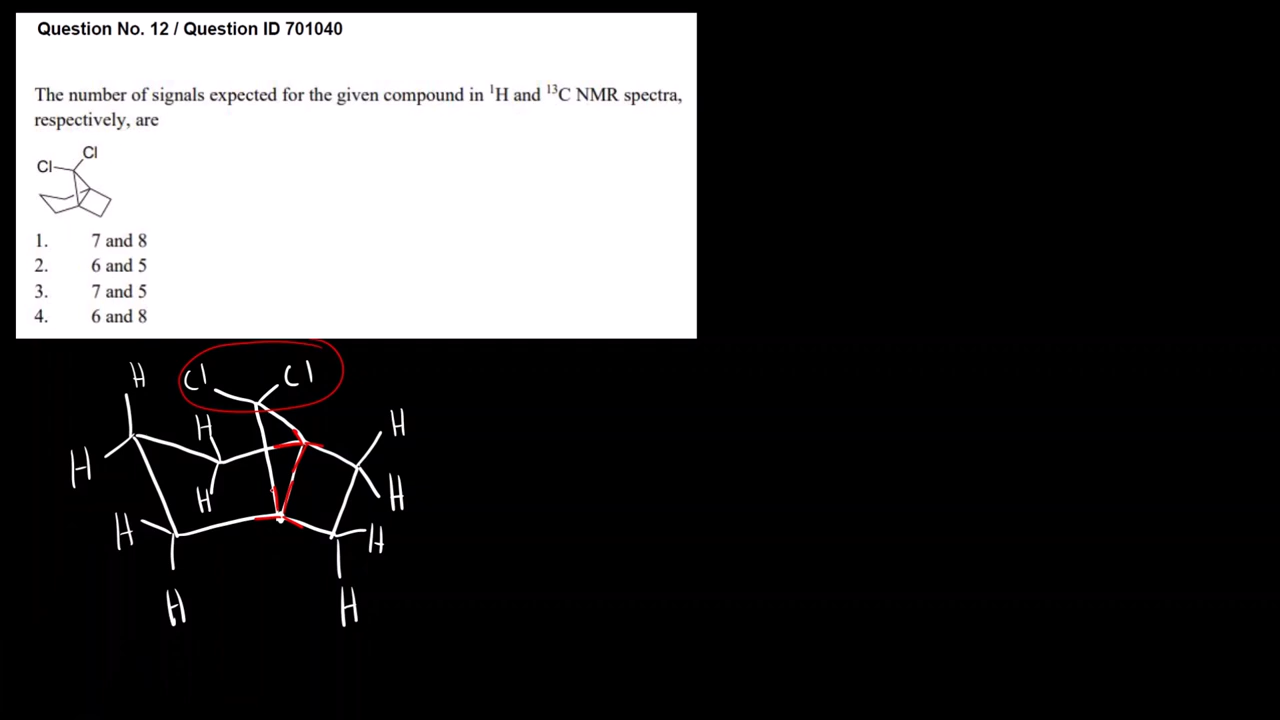 Question No. 12 / Question ID 701040
The number of signals expected for the given compound in ¹H and ¹³C NMR spectra,
respectively, are
Cl
Cl
1. 7 and 8
2. 6 and 5
3. 7 and 5
4. 6 and 8
H Cl Cl
H H
H
H H
H H
H H